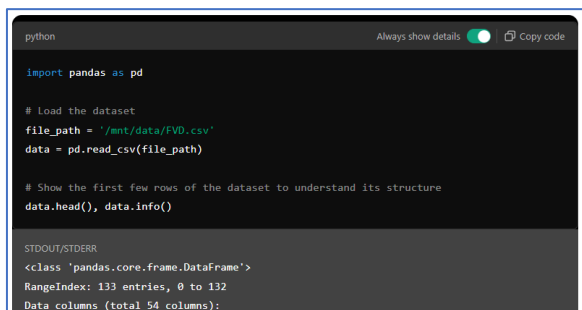 python Always show details Copy code
import pandas as pd
# Load the dataset
file_path = '/mnt/data/FVD.csv'
data = pd.read_csv(file_path)
# Show the first few rows of the dataset to understand its structure
data.head(), data.info()
STDOUT/STDERR
<class 'pandas.core.frame.DataFrame'>
RangeIndex: 133 entries, 0 to 132
Data columns (total 54 columns):